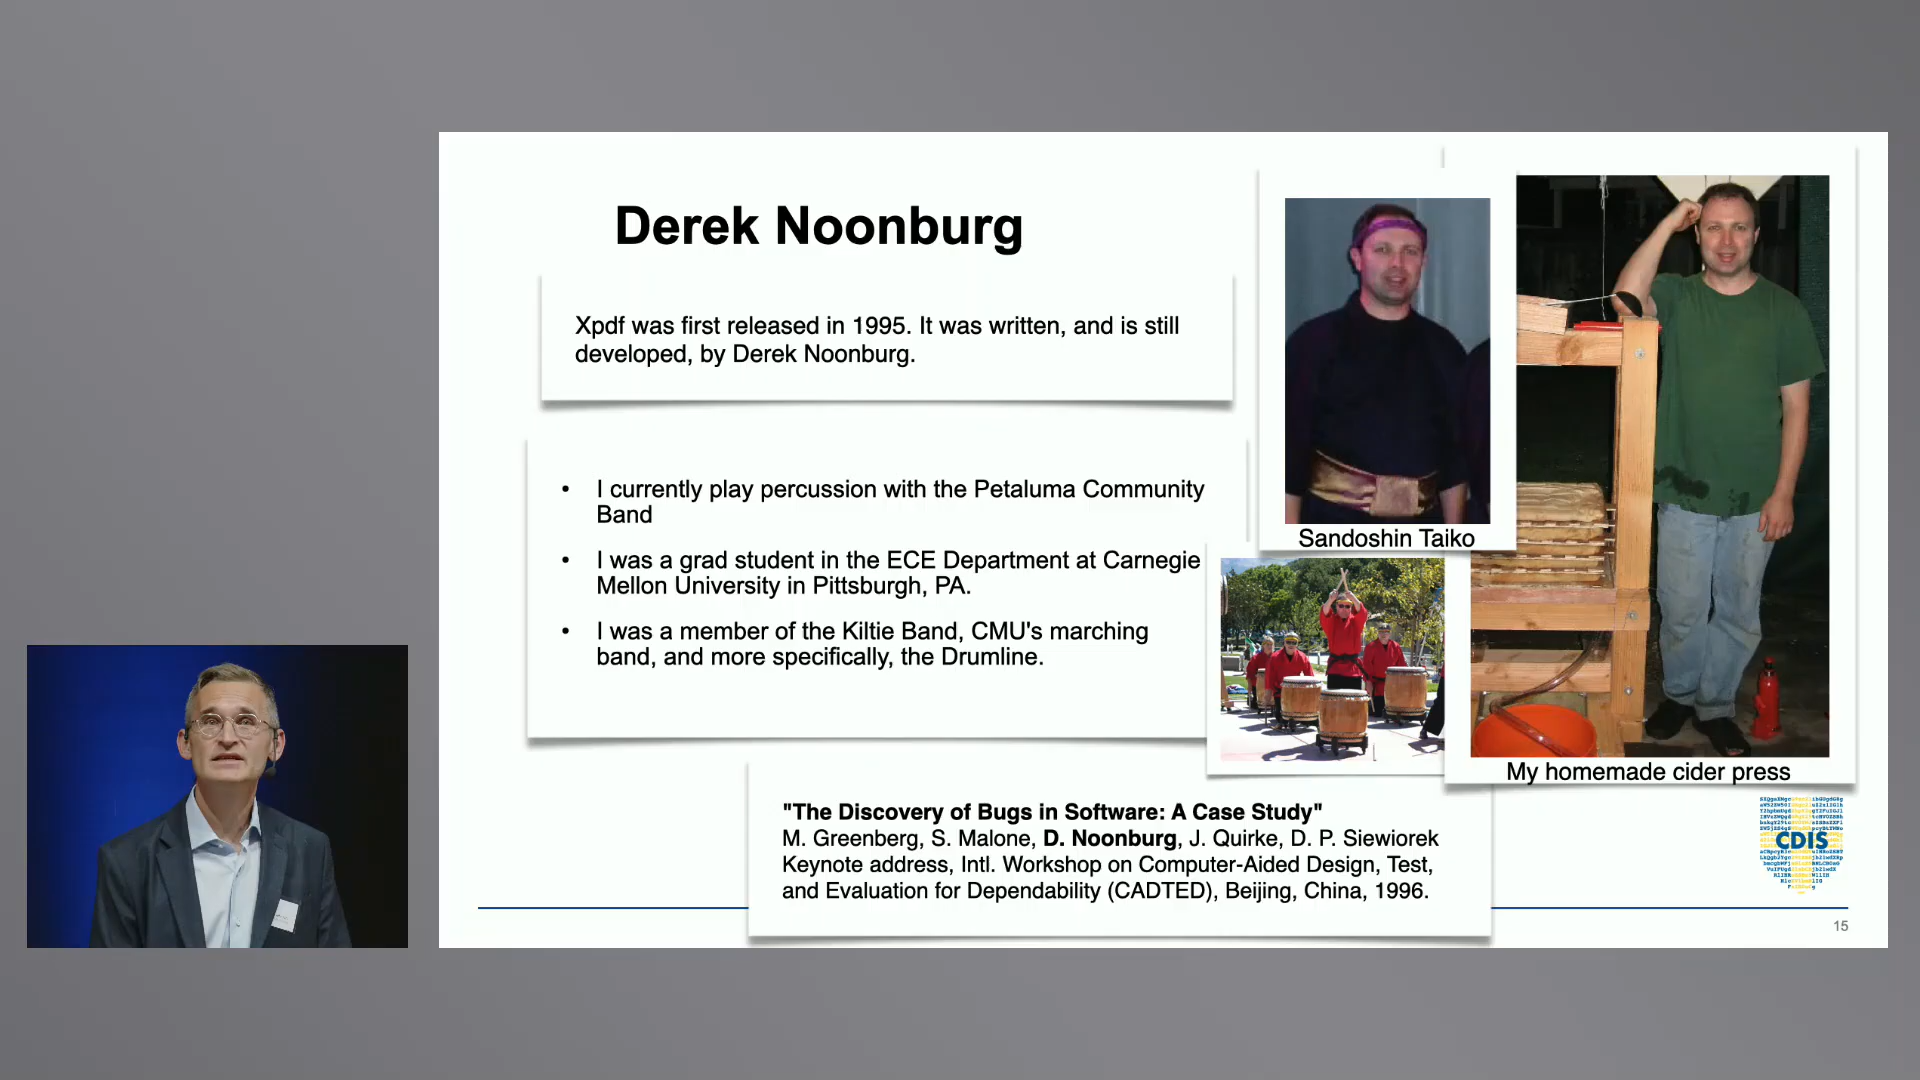 Derek Noonburg
Xpdf was first released in 1995. It was written, and is still
developed, by Derek Noonburg.
• I currently play percussion with the Petaluma Community
Band
• I was a grad student in the ECE Department at Carnegie
Mellon University in Pittsburgh, PA.
• I was a member of the Kiltie Band, CMU's marching
band, and more specifically, the Drumline.
Sandoshin Taiko
My homemade cider press
"The Discovery of Bugs in Software: A Case Study"
M. Greenberg, S. Malone, D. Noonburg, J. Quirke, D. P. Siewiorek
Keynote address, Intl. Workshop on Computer-Aided Design, Test,
and Evaluation for Dependability (CADTED), Beijing, China, 1996.
CDIS
15